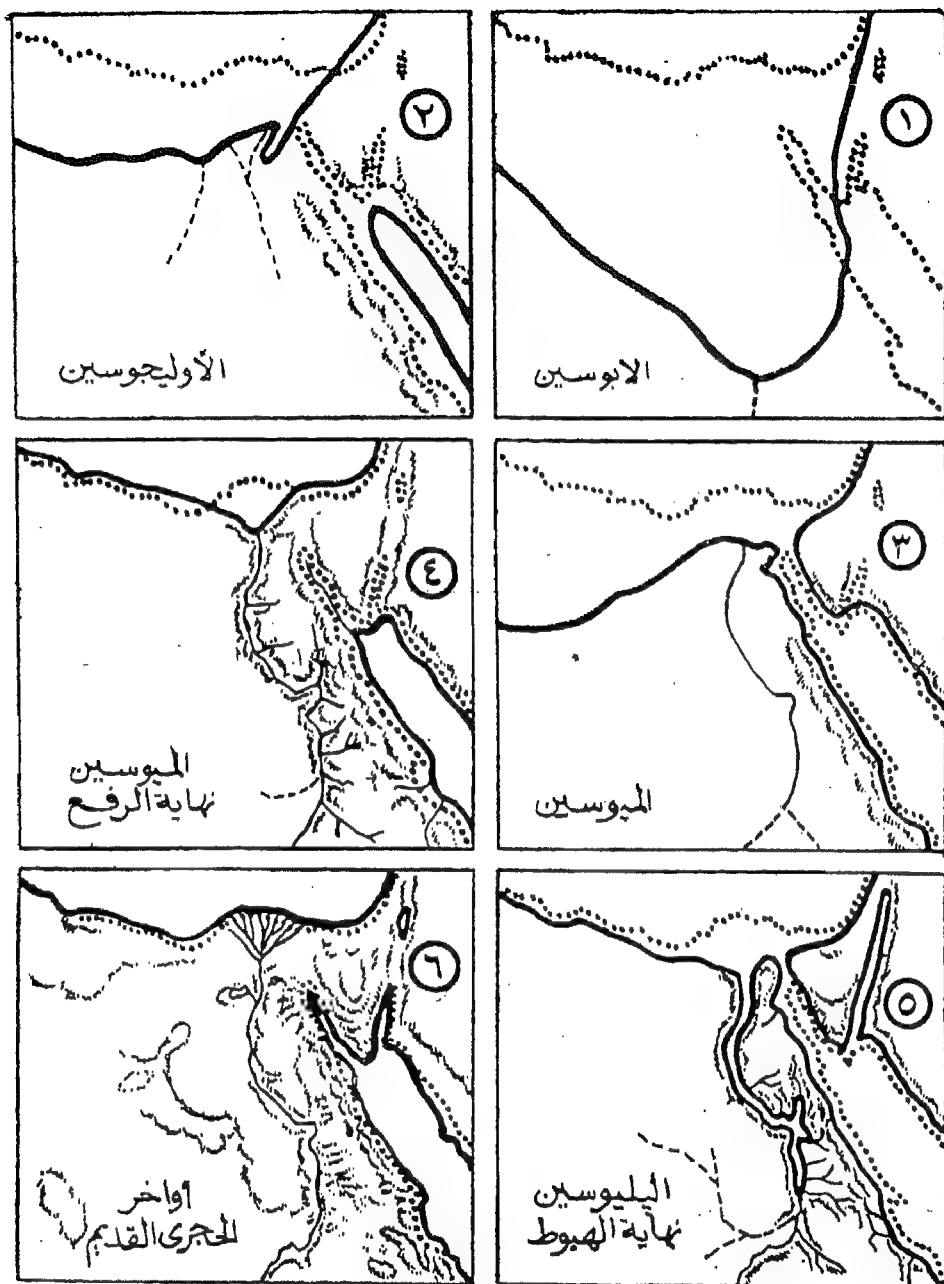 ١
الايوسين
٢
الأوليجوسين
٣
الميوسين
٤
الميوسين
نهاية الرفع
٥
البليوسين
نهاية الهبوط
٦
أواخر
الحجرى القديم